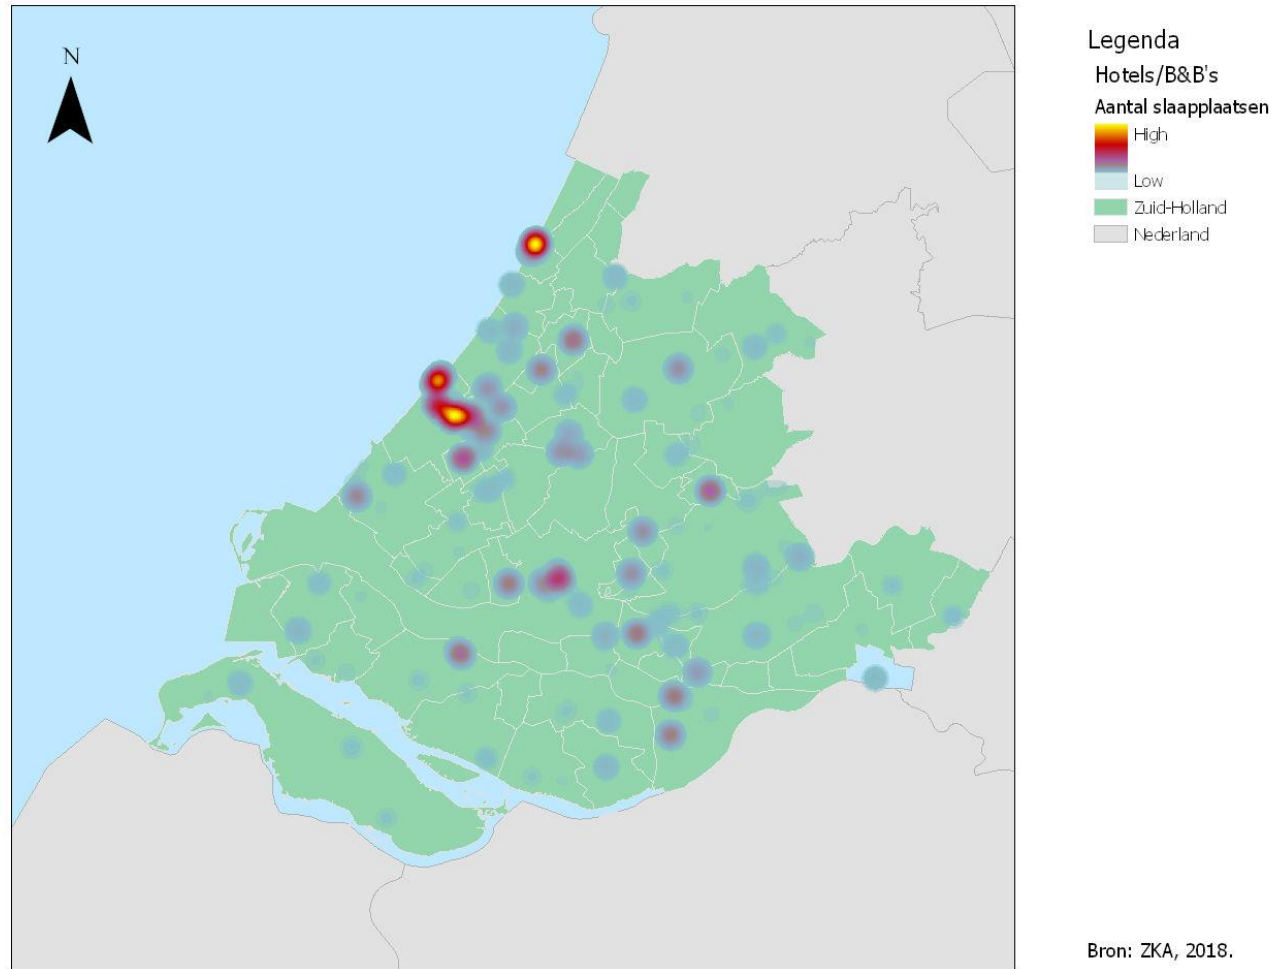 N
Legenda
Hotels/B&B's
Aantal slaapplaatsen
High
Low
Zuid-Holland
Nederland
Bron: ZKA, 2018.